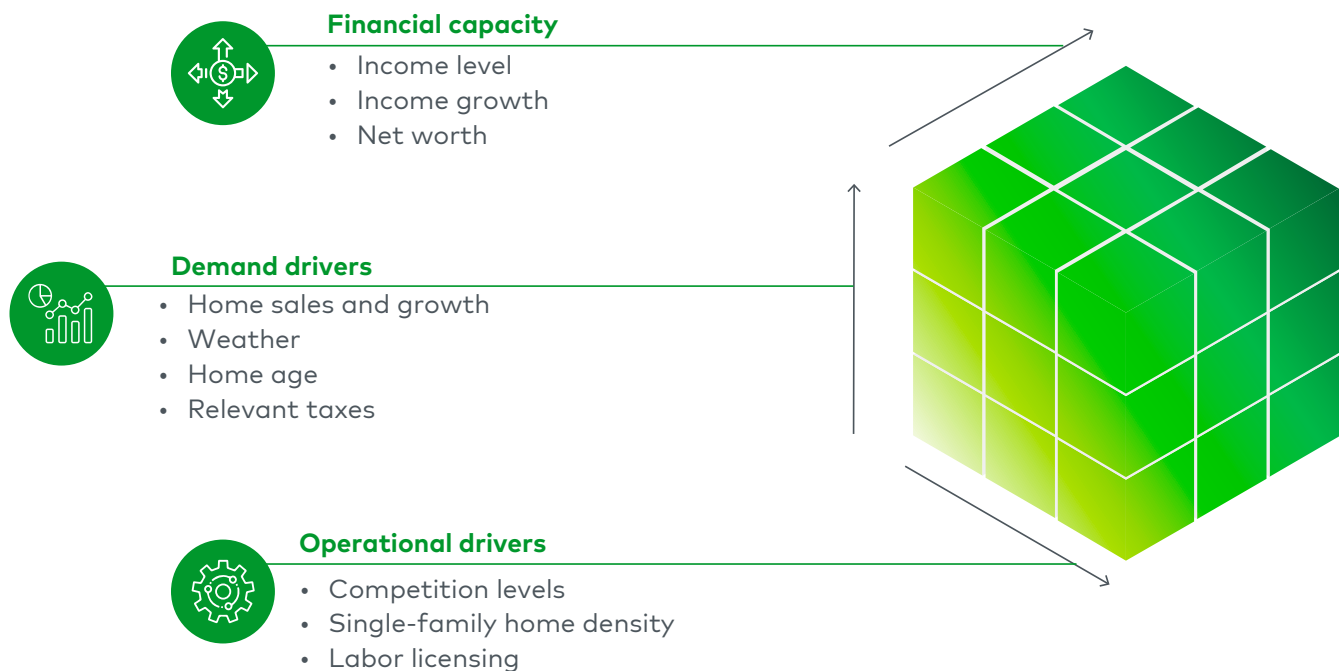 Financial capacity
• Income level
• Income growth
• Net worth
Demand drivers
• Home sales and growth
• Weather
• Home age
• Relevant taxes
Operational drivers
• Competition levels
• Single-family home density
• Labor licensing
$